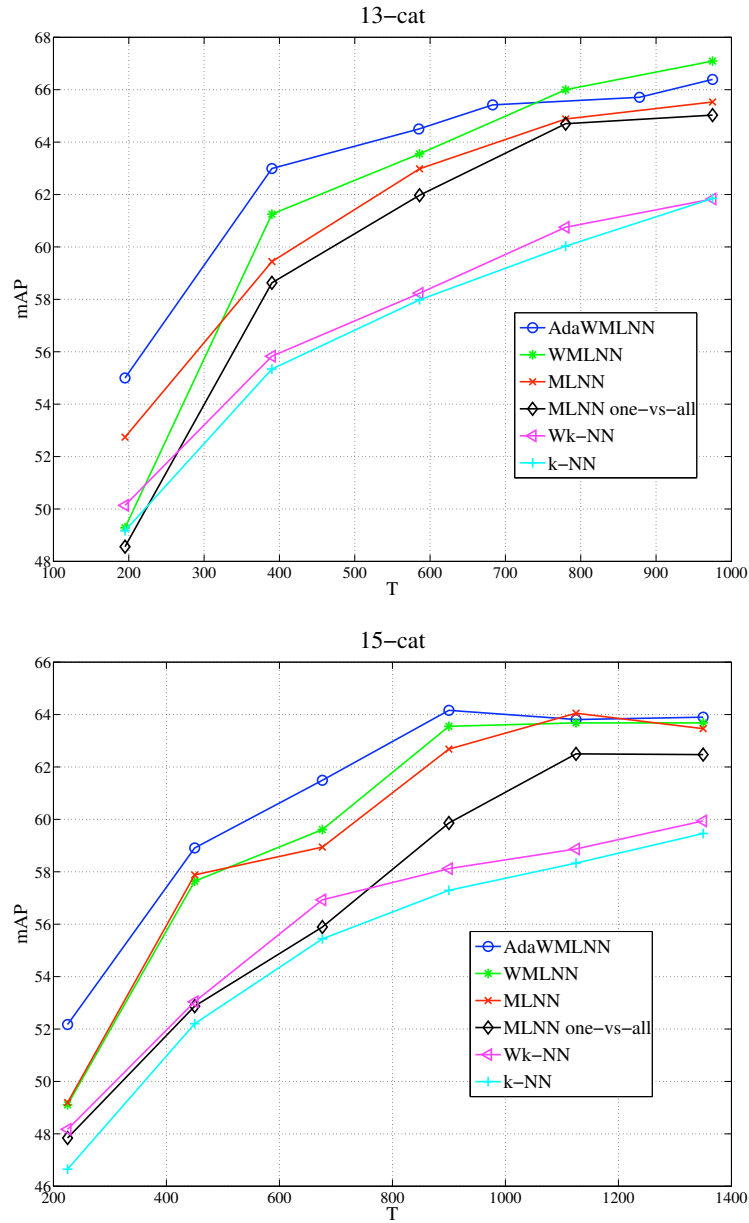 13−cat
68
66
64
62
60
58
56
54
52
50
48
mAP
100 200 300 400 500 600 700 800 900 1000
T
AdaWMLNN
WMLNN
MLNN
MLNN one−vs−all
Wk−NN
k−NN
15−cat
66
64
62
60
58
56
54
52
50
48
46
mAP
200 400 600 800 1000 1200 1400
T
AdaWMLNN
WMLNN
MLNN
MLNN one−vs−all
Wk−NN
k−NN